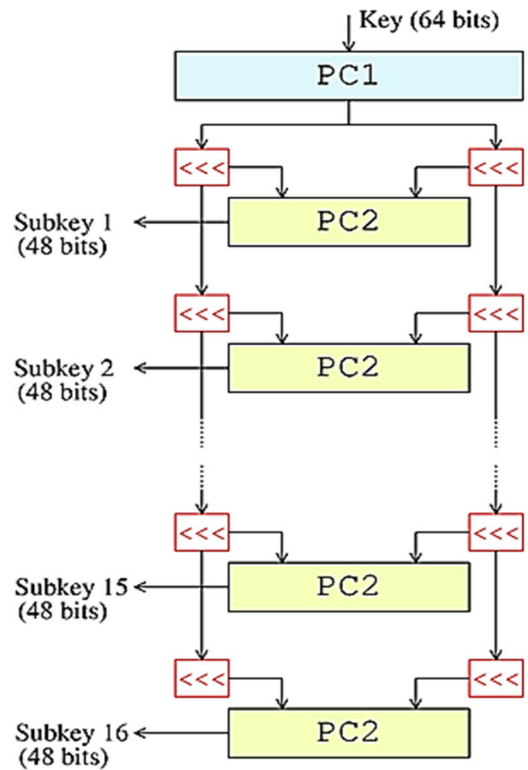 Key (64 bits)
PC1
<<< <<<
Subkey 1
(48 bits)
PC2
<<< <<<
Subkey 2
(48 bits)
PC2
<<< <<<
Subkey 15
(48 bits)
PC2
<<< <<<
Subkey 16
(48 bits)
PC2